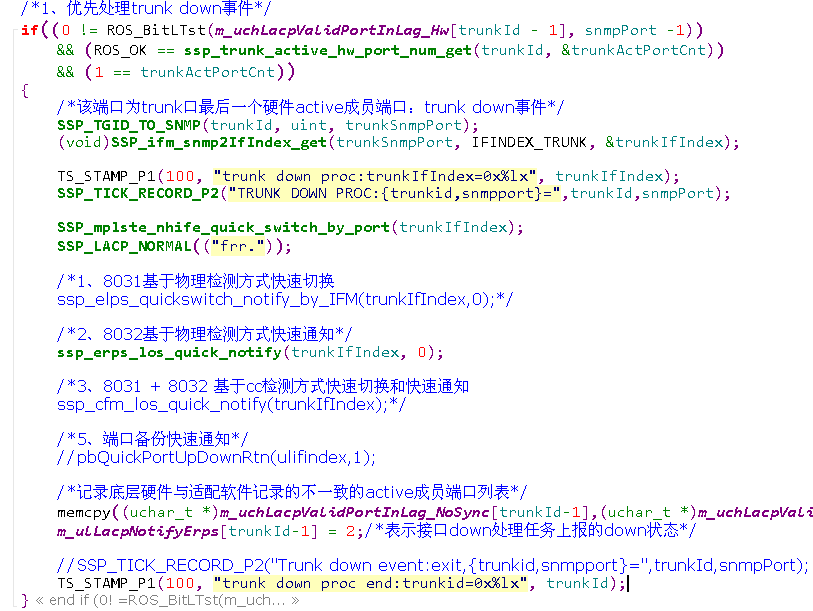 /*1、优先处理trunk down事件*/
if((0 != ROS_BitLTst(m_uchLacpValidPortInLag_Hw[trunkId - 1], snmpPort -1))
&& (ROS_OK == ssp_trunk_active_hw_port_num_get(trunkId, &trunkActPortCnt))
&& (1 == trunkActPortCnt))
{
/*该端口为trunk口最后一个硬件active成员端口：trunk down事件*/
SSP_TGID_TO_SNMP(trunkId, uint, trunkSnmpPort);
(void)SSP_ifm_snmp2IfIndex_get(trunkSnmpPort, IFINDEX_TRUNK, &trunkIfIndex);
TS_STAMP_P1(100, "trunk down proc:trunkIfIndex=0x%lx", trunkIfIndex);
SSP_TICK_RECORD_P2("TRUNK DOWN PROC:{trunkid,snmpport}=",trunkId,snmpPort);
SSP_mplste_nhife_quick_switch_by_port(trunkIfIndex);
SSP_LACP_NORMAL(("frr."));
/*1、8031基于物理检测方式快速切换
ssp_elps_quickswitch_notify_by_IFM(trunkIfIndex,0);*/
/*2、8032基于物理检测方式快速通知*/
ssp_erps_los_quick_notify(trunkIfIndex, 0);
/*3、8031 + 8032 基于cc检测方式快速切换和快速通知
ssp_cfm_los_quick_notify(trunkIfIndex);*/
/*5、端口备份快速通知*/
//pbQuickPortUpDownRtn(ulifindex,1);
/*记录底层硬件与适配软件记录的不一致的active成员端口列表*/
memcpy((uchar_t *)m_uchLacpValidPortInLag_NoSync[trunkId-1],(uchar_t *)m_uchLacpVali
m_ulLacpNotifyErps[trunkId-1] = 2;/*表示接口down处理任务上报的down状态*/
//SSP_TICK_RECORD_P2("Trunk down event:exit,{trunkid,snmpport}=",trunkId,snmpPort);
TS_STAMP_P1(100, "trunk down proc end:trunkid=0x%lx", trunkId);
} « end if (0! =ROS_BitLTst(m_uch... »